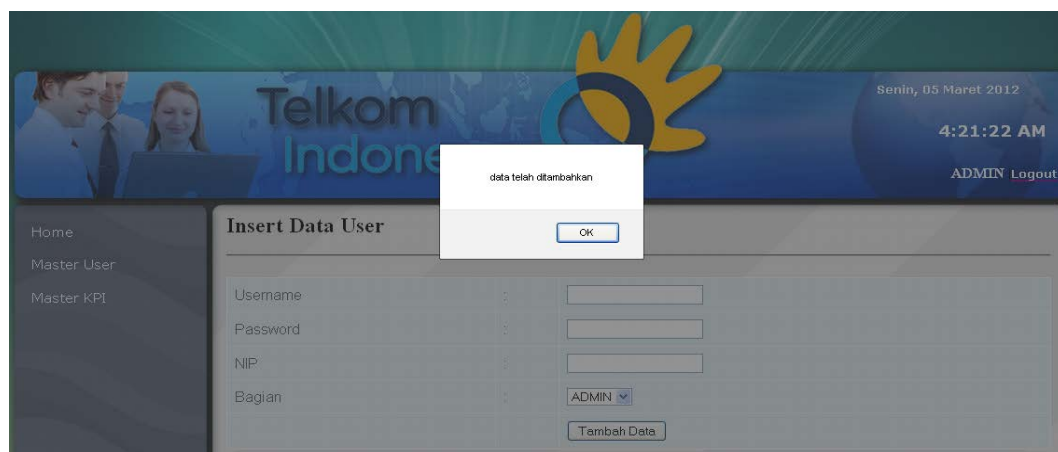 Telkom
Indone
Senin, 05 Maret 2012
4:21:22 AM
ADMIN Logout
data telah ditambahkan
OK
Home
Master User
Master KPI
Insert Data User
Username :
Password :
NIP :
Bagian : ADMIN
Tambah Data